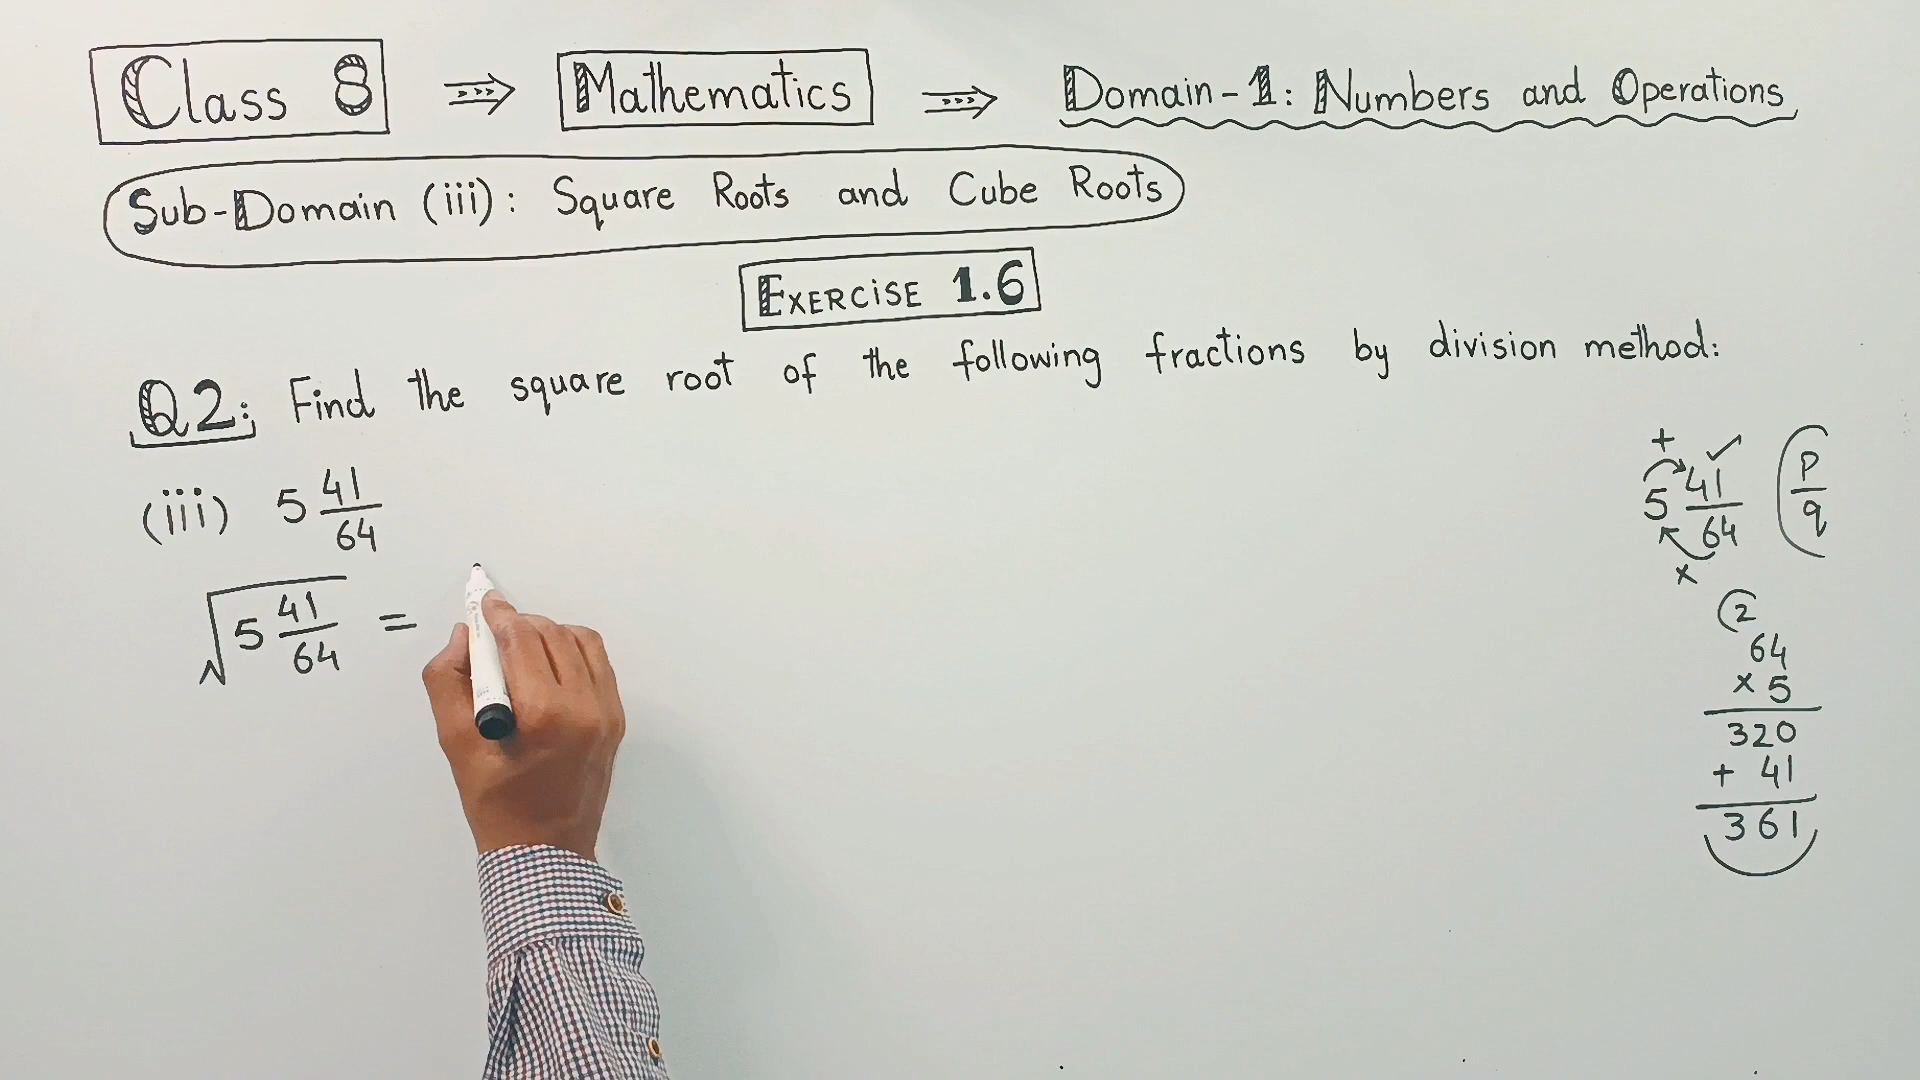 Class 8 ⇒ Mathematics ⇒ Domain-1: Numbers and Operations
Sub-Domain (iii): Square Roots and Cube Roots
EXERCISE 1.6
Q2: Find the square root of the following fractions by division method:
(iii) 5 41/64
√(5 41/64) =
+ ✓
5 41/64 (p/q
×
(2
64
× 5
320
+ 41
361